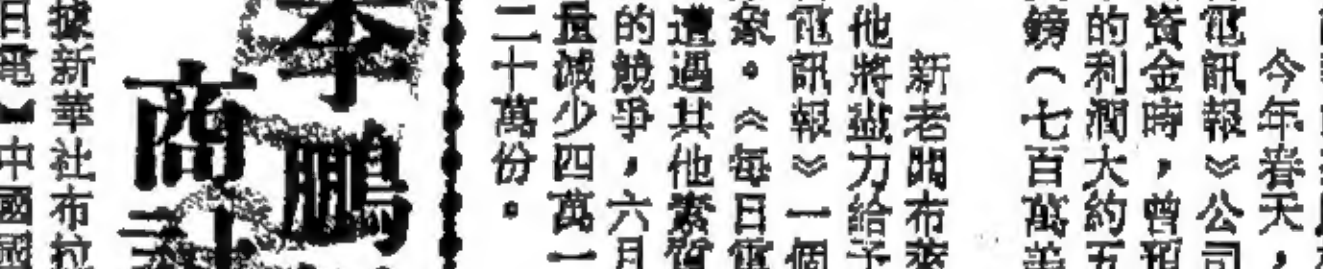 今年春天，
電訊報》公司
資金時，曾預
的利潤大約五
鎊（七百萬美
新老闆布萊
他將盡力給予
電訊報》一個
象。《每日電
遭遇其他素質
的競爭，六月
量減少四萬一
二十萬份。
李鵬
商
據新華社布拉
日電】中國國